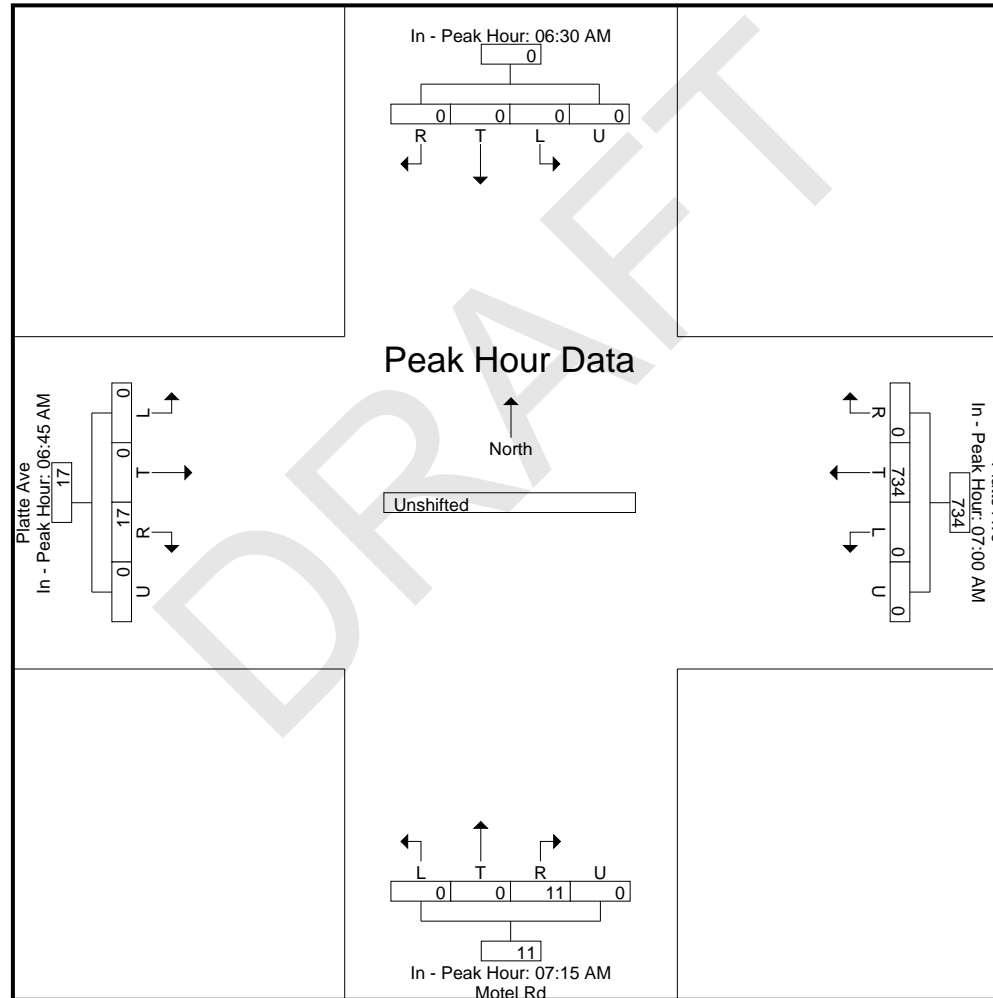 In - Peak Hour: 06:30 AM
0
0 0 0 0
R T L U
Peak Hour Data
North
Unshifted
Platte Ave
In - Peak Hour: 06:45 AM
17
0 0 17 0
L T R U
R T L U
0 734 0 0
734
In - Peak Hour: 07:00 AM
L T R U
0 0 11 0
11
In - Peak Hour: 07:15 AM
Motel Rd
DRAFT